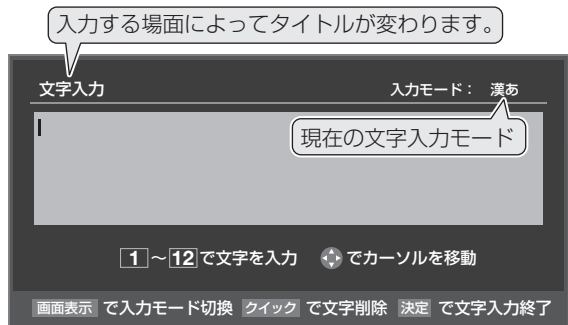 入力する場面によってタイトルが変わります。
文字入力 入力モード： 漢あ
現在の文字入力モード
1～12で文字を入力 でカーソルを移動
画面表示 で入力モード切換 クイック で文字削除 決定 で文字入力終了